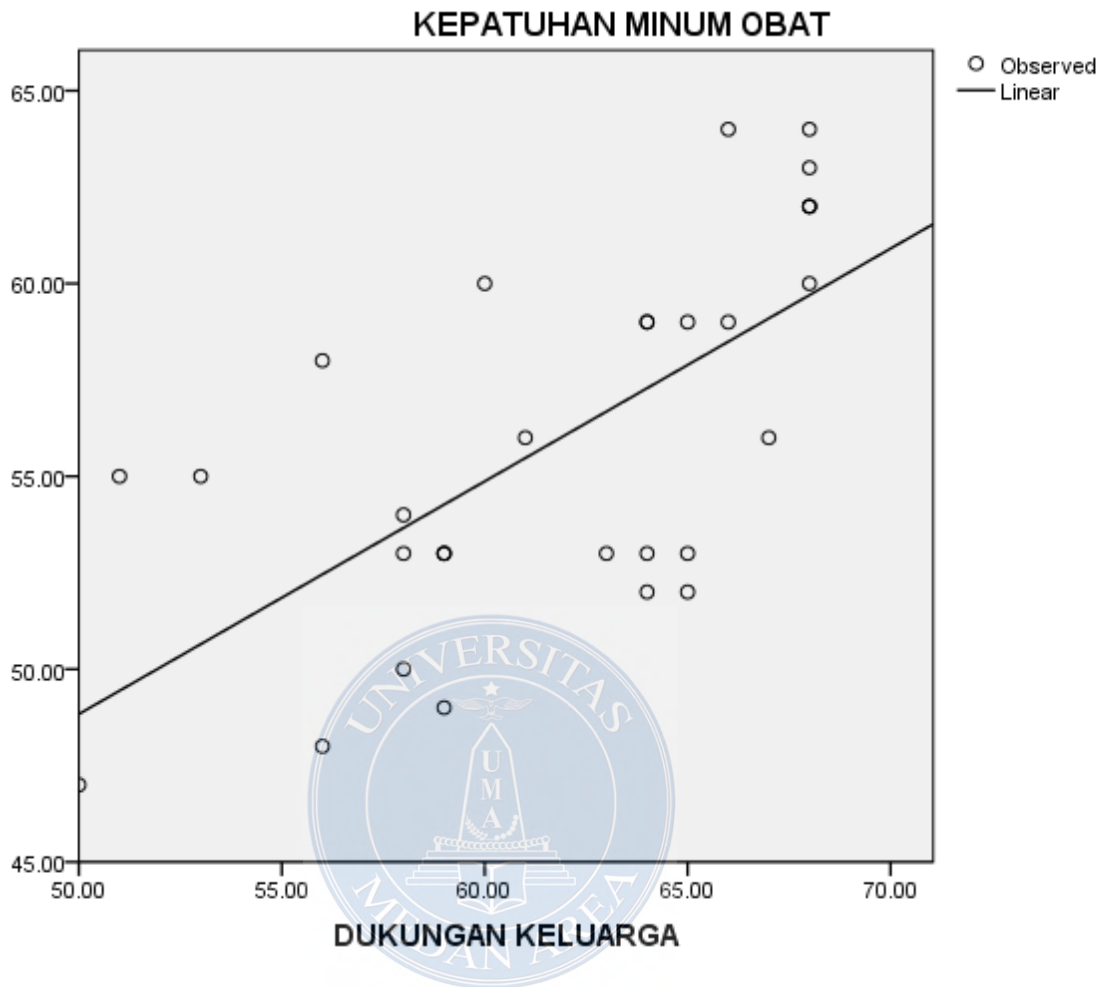 KEPATUHAN MINUM OBAT
Observed
Linear
65.00
60.00
55.00
50.00
45.00
50.00 55.00 60.00 65.00 70.00
DUKUNGAN KELUARGA
UNIVERSITAS
UMA
MEDAN AREA